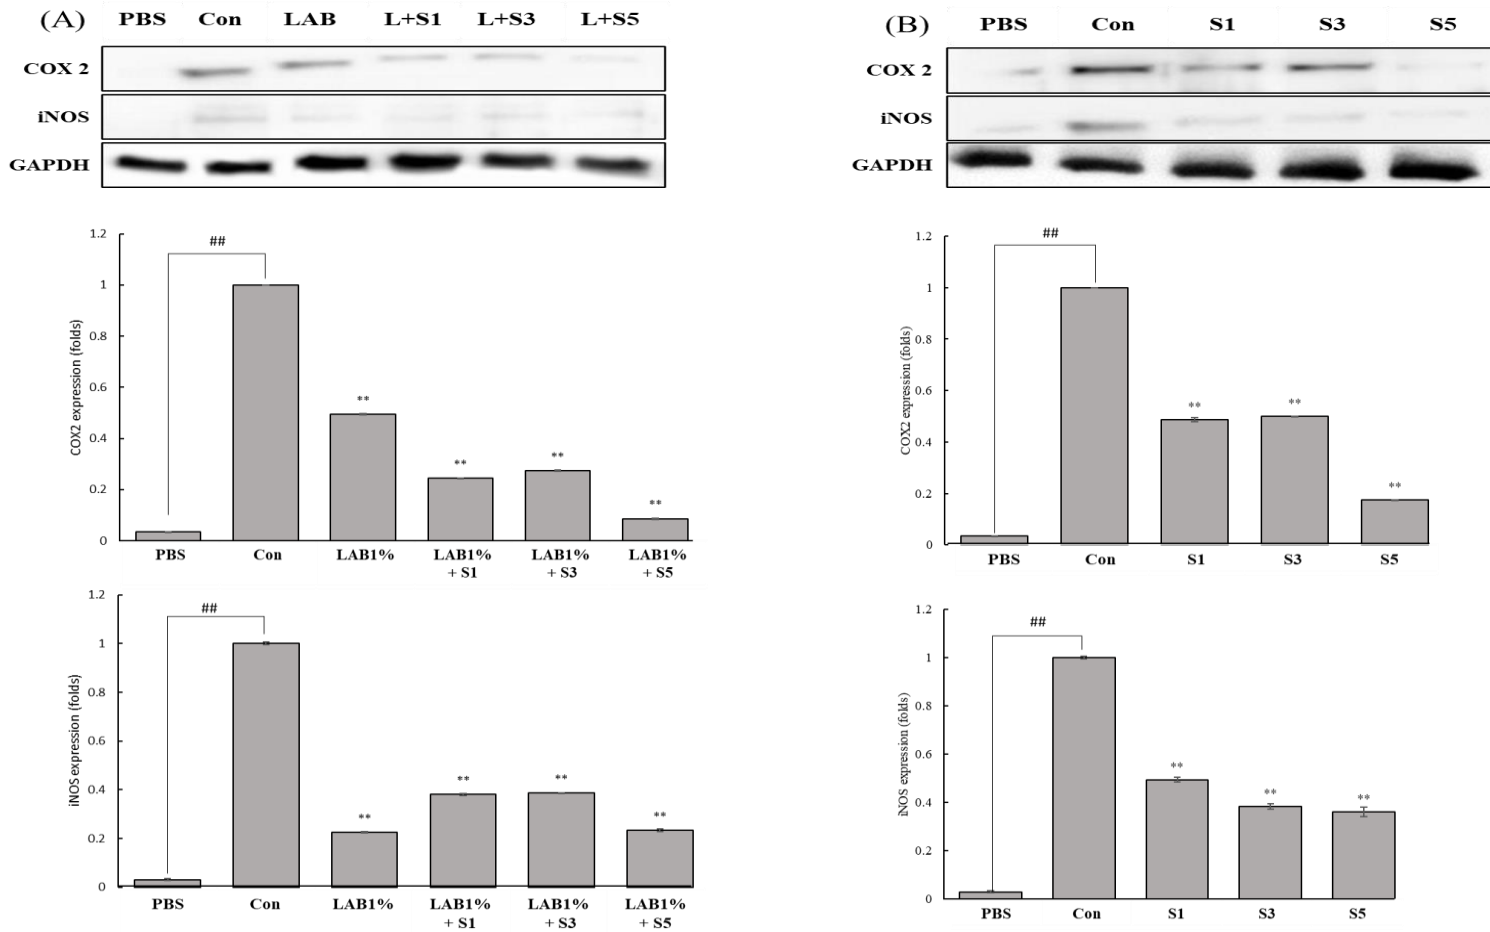 (A) PBS Con LAB L+S1 L+S3 L+S5
COX 2
iNOS
GAPDH
1.2
1
0.8
0.6
0.4
0.2
0
COX2 expression (folds)
##
**
**
**
**
PBS Con LAB1% LAB1% LAB1% LAB1%
+ S1 + S3 + S5
1.2
1
0.8
0.6
0.4
0.2
0
iNOS expression (folds)
##
**
**
**
**
PBS Con LAB1% LAB1% LAB1% LAB1%
+ S1 + S3 + S5
(B) PBS Con S1 S3 S5
COX 2
iNOS
GAPDH
1.2
1
0.8
0.6
0.4
0.2
0
COX2 expression (folds)
##
**
**
**
PBS Con S1 S3 S5
1.2
1
0.8
0.6
0.4
0.2
0
iNOS expression (folds)
##
**
**
**
PBS Con S1 S3 S5